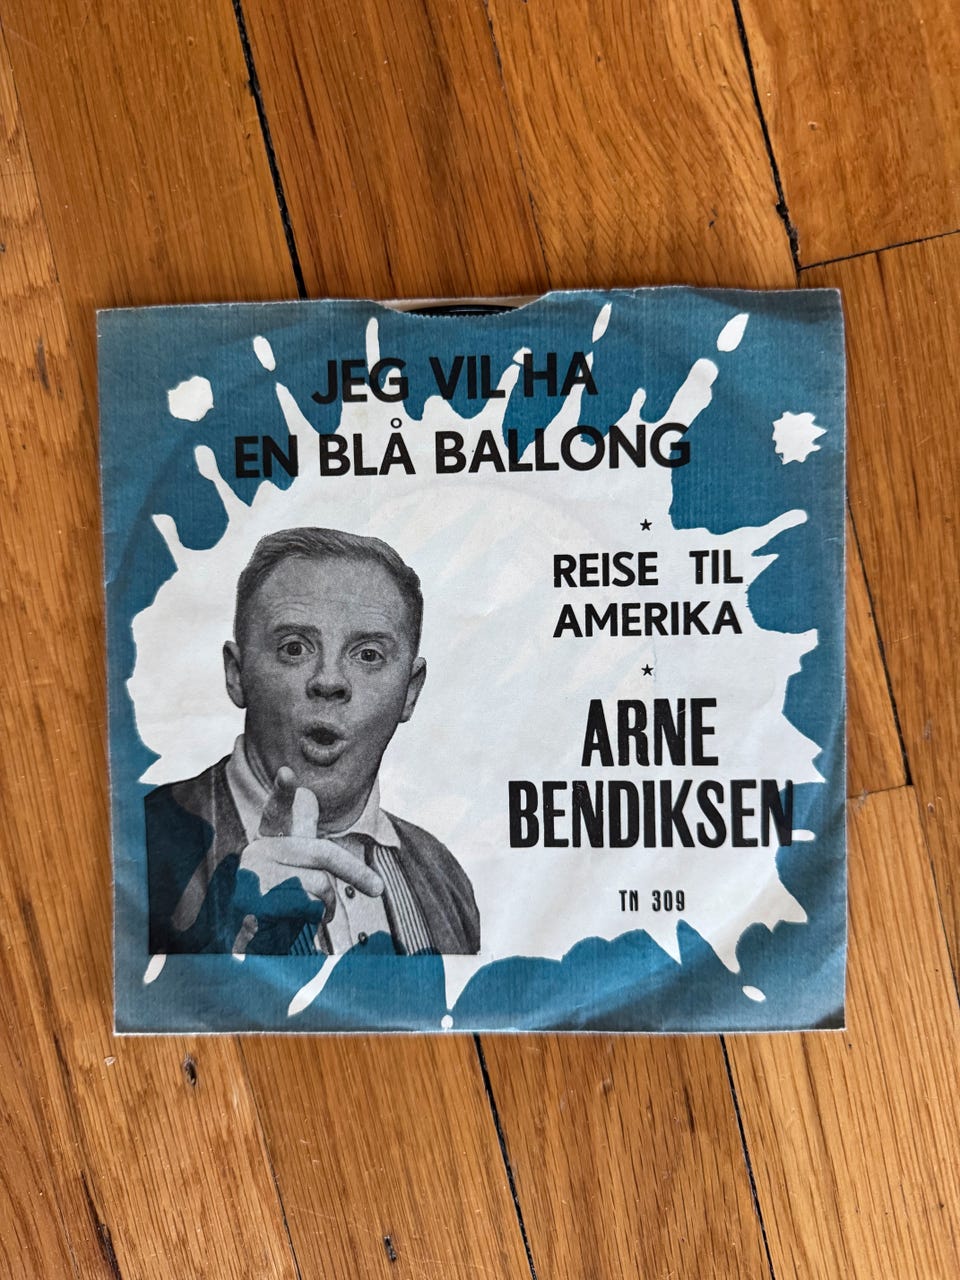 JEG VIL HA
EN BLÅ BALLONG
★
REISE TIL
AMERIKA
★
ARNE
BENDIKSEN
TN 309